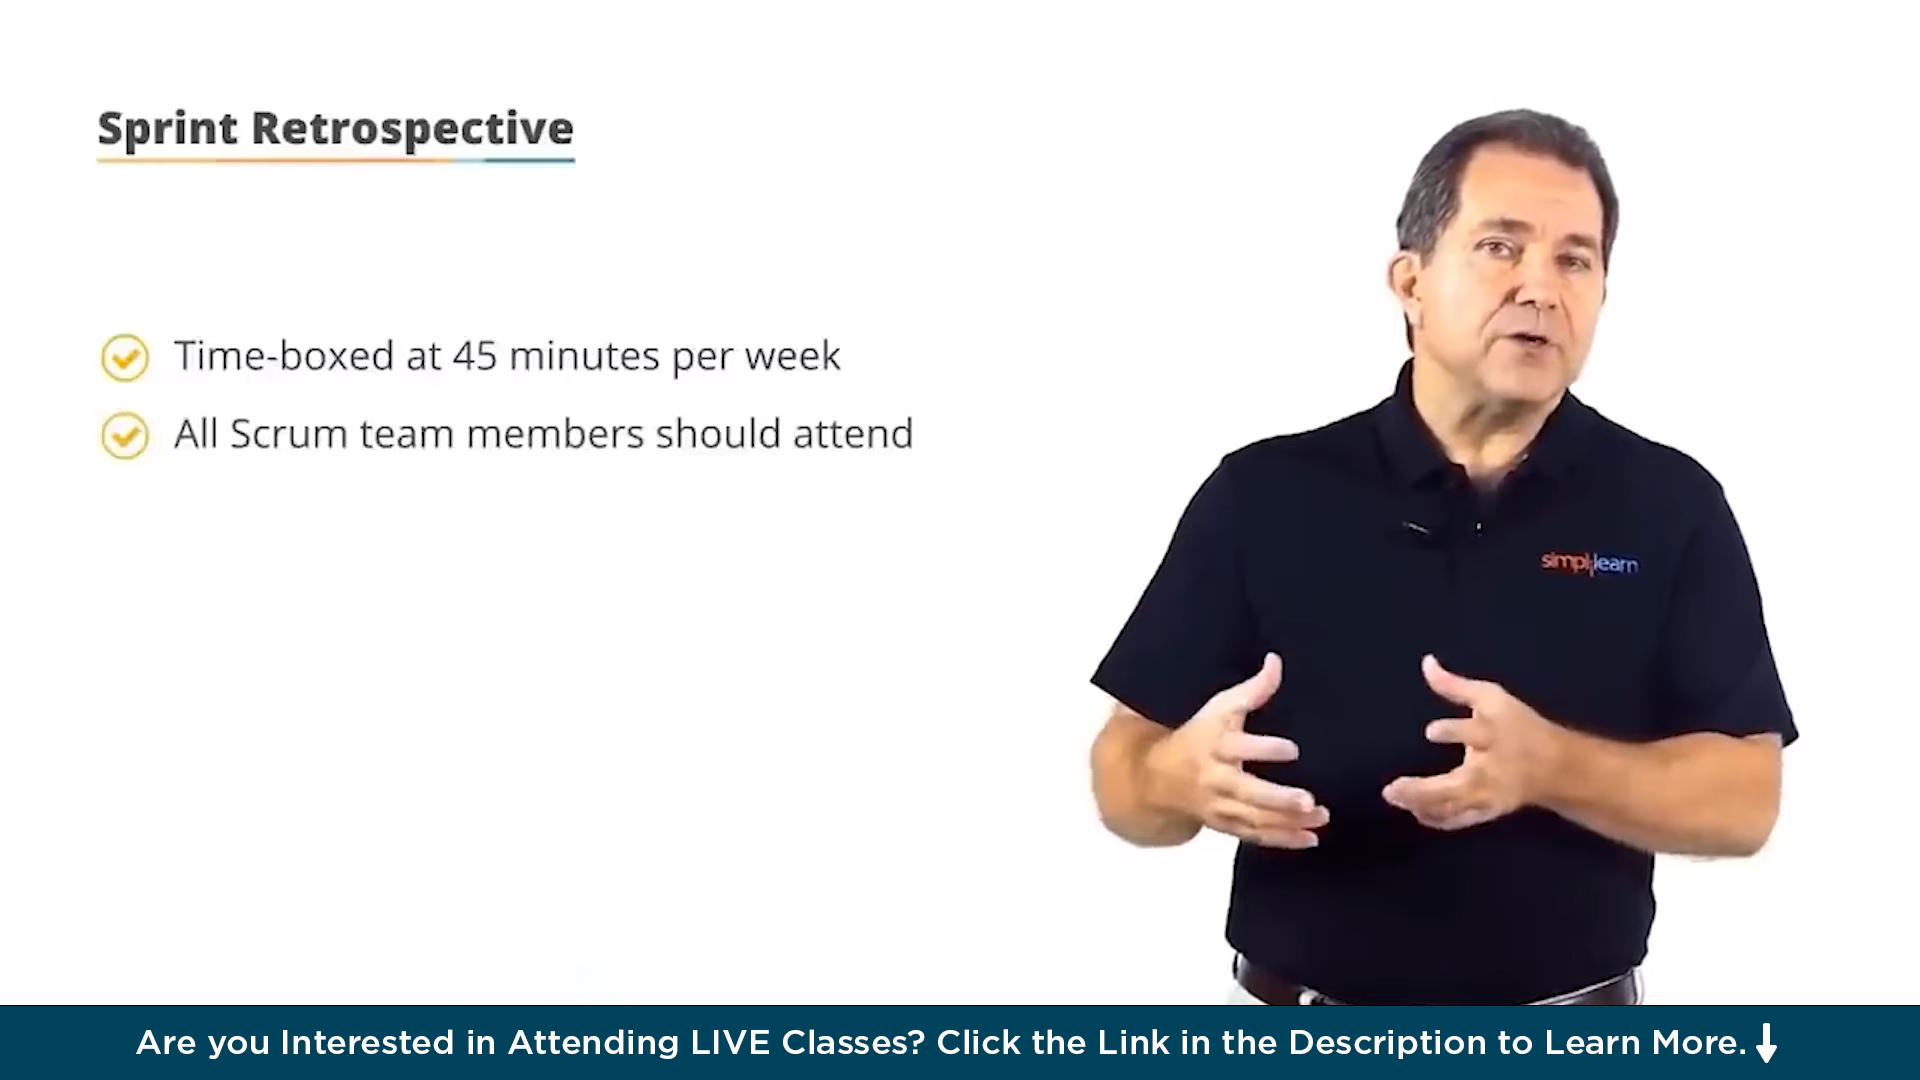 Sprint Retrospective
Time-boxed at 45 minutes per week
All Scrum team members should attend
simplilearn
Are you Interested in Attending LIVE Classes? Click the Link in the Description to Learn More.